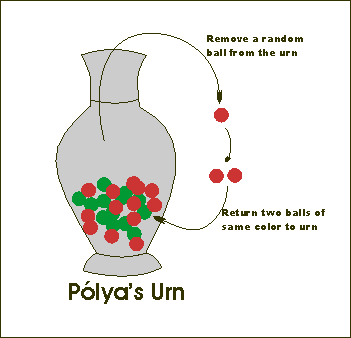 Remove a random
ball from the urn
Return two balls of
same color to urn
Pólya's Urn